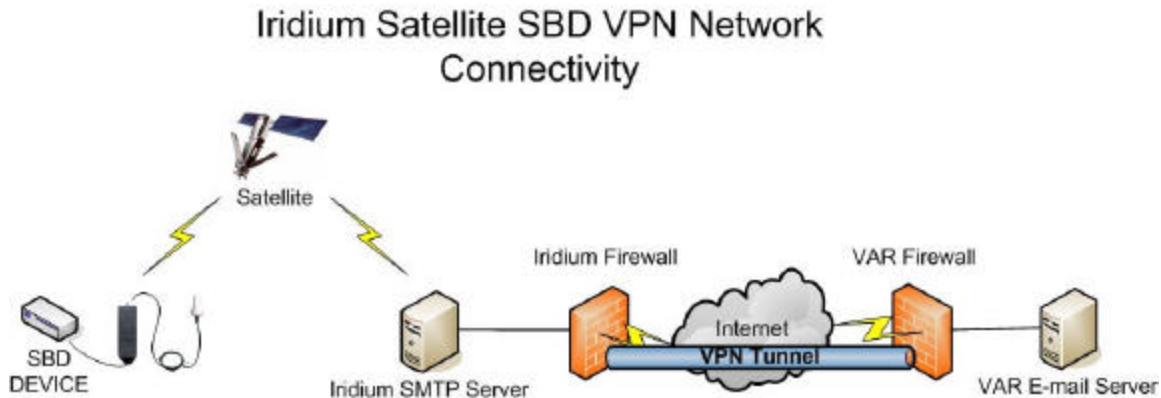 Iridium Satellite SBD VPN Network
Connectivity
Satellite
Iridium Firewall
VAR Firewall
Internet
VPN Tunnel
SBD
DEVICE
Iridium SMTP Server
VAR E-mail Server